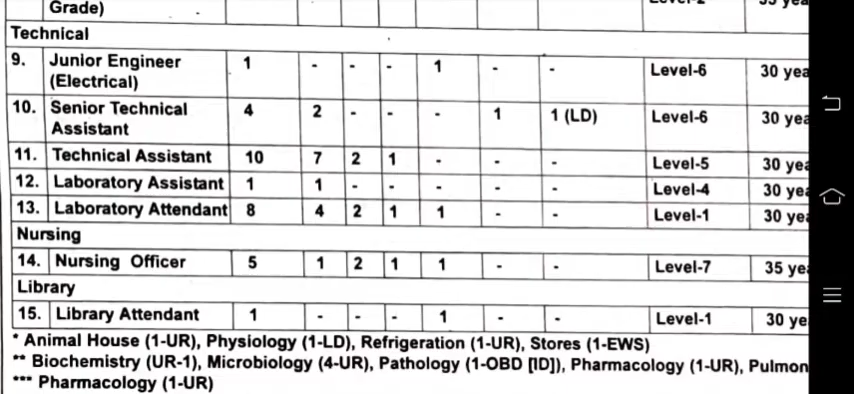 Grade)
Technical
9. Junior Engineer (Electrical) 1 - - - 1 - - Level-6 30 yea
10. Senior Technical Assistant 4 2 - - - 1 1 (LD) Level-6 30 yea
11. Technical Assistant 10 7 2 1 - - - Level-5 30 yea
12. Laboratory Assistant 1 1 - - - - - Level-4 30 yea
13. Laboratory Attendant 8 4 2 1 1 - - Level-1 30 yea
Nursing
14. Nursing Officer 5 1 2 1 1 - - Level-7 35 yea
Library
15. Library Attendant 1 - - - 1 - - Level-1 30 ye
* Animal House (1-UR), Physiology (1-LD), Refrigeration (1-UR), Stores (1-EWS)
** Biochemistry (UR-1), Microbiology (4-UR), Pathology (1-OBD [ID]), Pharmacology (1-UR), Pulmon
*** Pharmacology (1-UR)